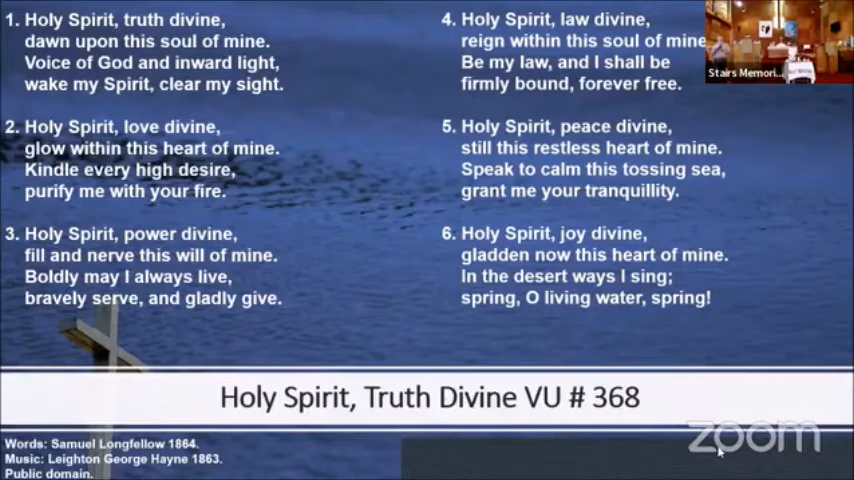 1. Holy Spirit, truth divine,
dawn upon this soul of mine.
Voice of God and inward light,
wake my Spirit, clear my sight.
2. Holy Spirit, love divine,
glow within this heart of mine.
Kindle every high desire,
purify me with your fire.
3. Holy Spirit, power divine,
fill and nerve this will of mine.
Boldly may I always live,
bravely serve, and gladly give.
4. Holy Spirit, law divine,
reign within this soul of mine
Be my law, and I shall be
firmly bound, forever free.
5. Holy Spirit, peace divine,
still this restless heart of mine.
Speak to calm this tossing sea,
grant me your tranquillity.
6. Holy Spirit, joy divine,
gladden now this heart of mine.
In the desert ways I sing;
spring, O living water, spring!
Stairs Memori...
Holy Spirit, Truth Divine VU # 368
Words: Samuel Longfellow 1864.
Music: Leighton George Hayne 1863.
Public domain.
zoom